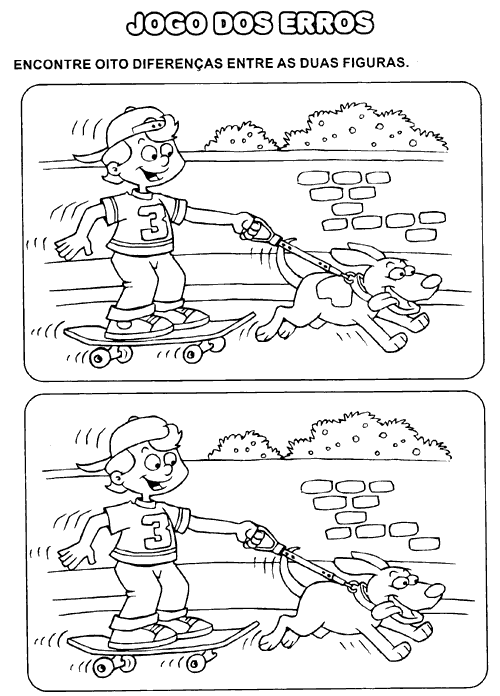 JOGO DOS ERROS
ENCONTRE OITO DIFERENÇAS ENTRE AS DUAS FIGURAS.
3
3